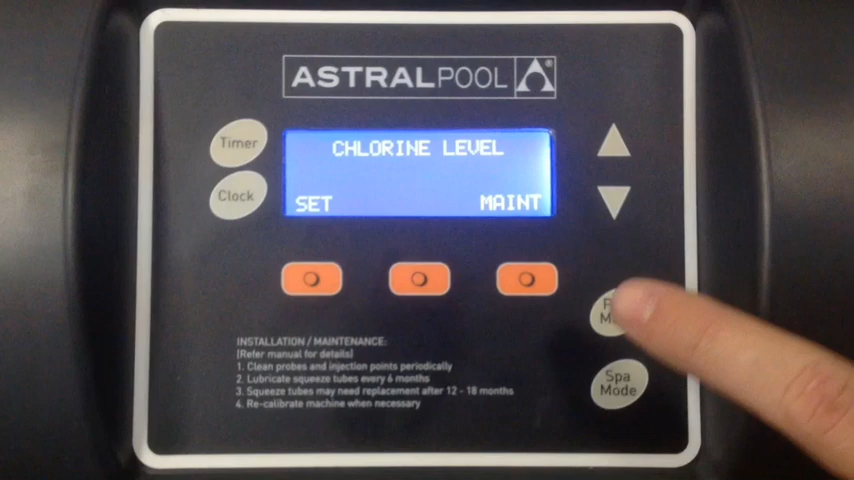 ASTRALPOOL
®
Timer
Clock
CHLORINE LEVEL
SET MAINT
INSTALLATION / MAINTENANCE:
(Refer manual for details)
1. Clean probes and injection points periodically
2. Lubricate squeeze tubes every 6 months
3. Squeeze tubes may need replacement after 12 - 18 months
4. Re-calibrate machine when necessary
Spa
Mode